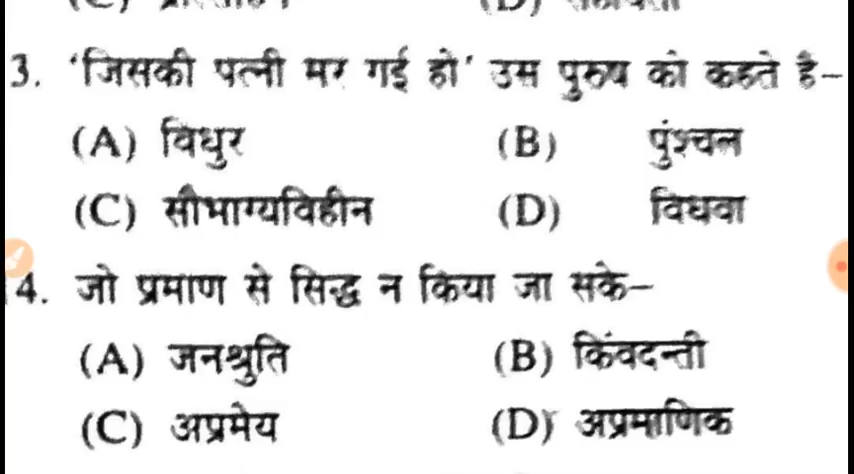 3. 'जिसकी पत्नी मर गई हो' उस पुरुष को कहते है–
(A) विधुर (B) पुंश्चल
(C) सौभाग्यविहीन (D) विधवा
4. जो प्रमाण से सिद्ध न किया जा सके–
(A) जनश्रुति (B) किंवदन्ती
(C) अप्रमेय (D) अप्रमाणिक